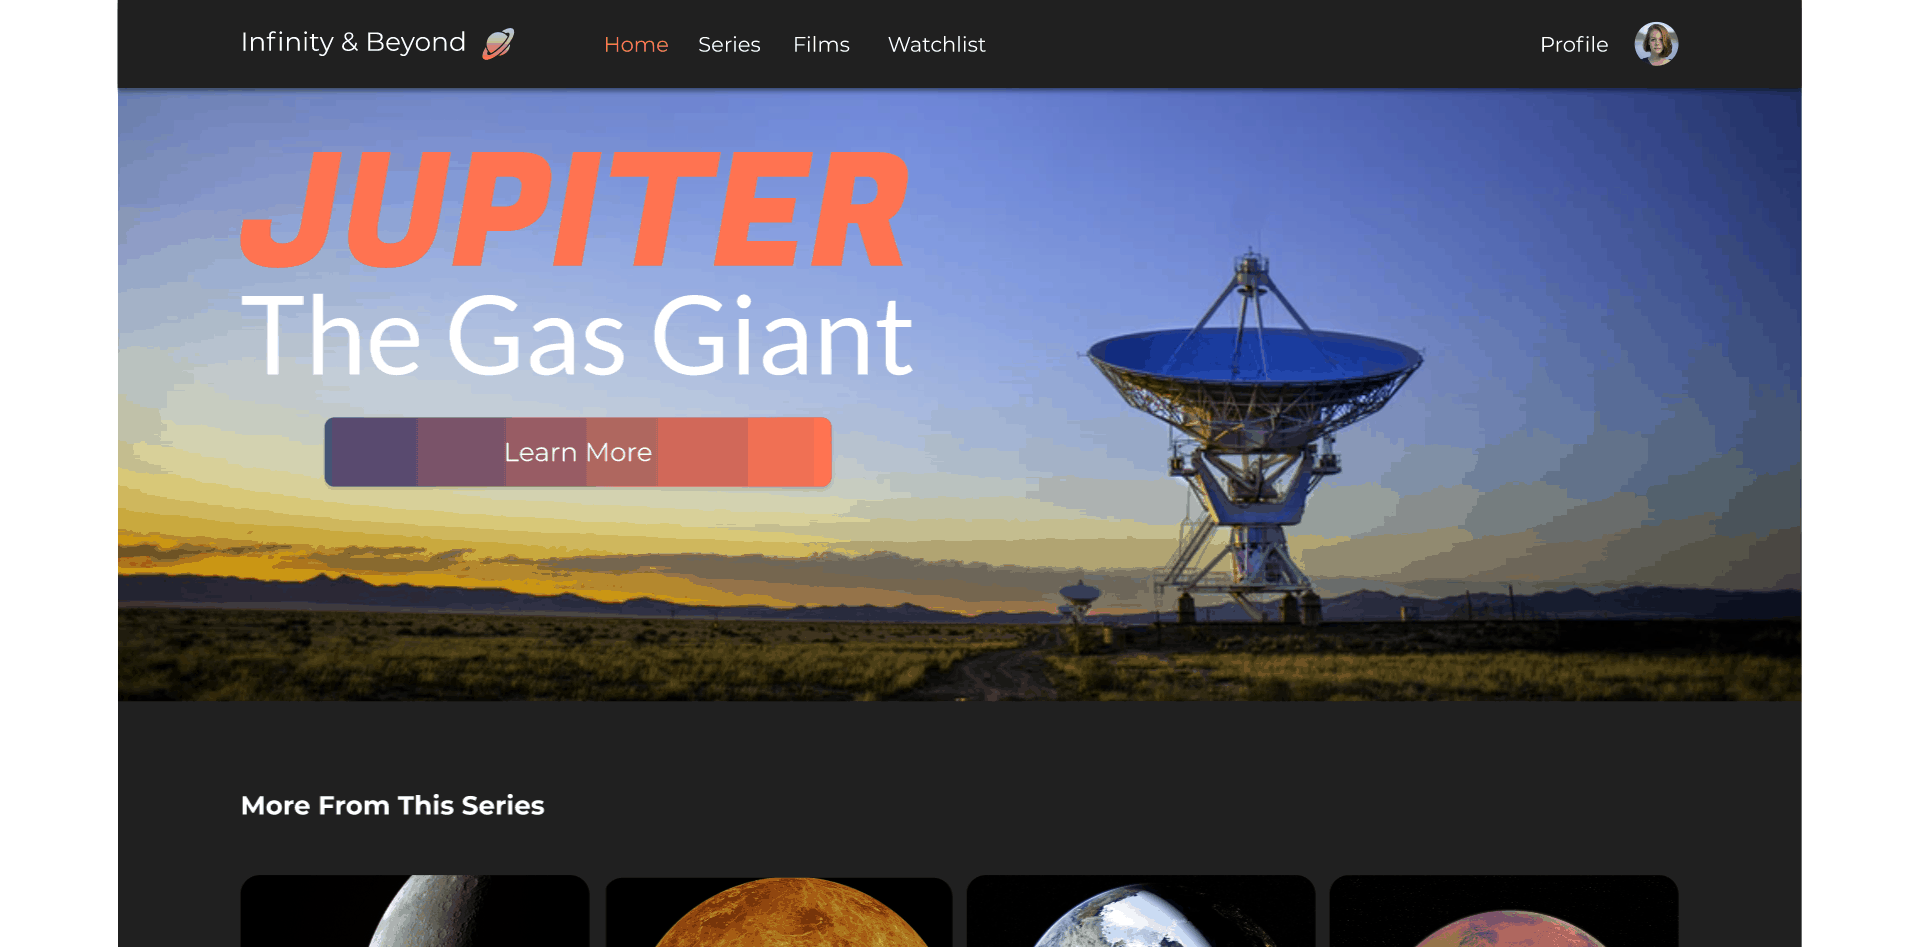 Infinity & Beyond
Home
Series
Films
Watchlist
Profile
JUPITER
The Gas Giant
Learn More
More From This Series